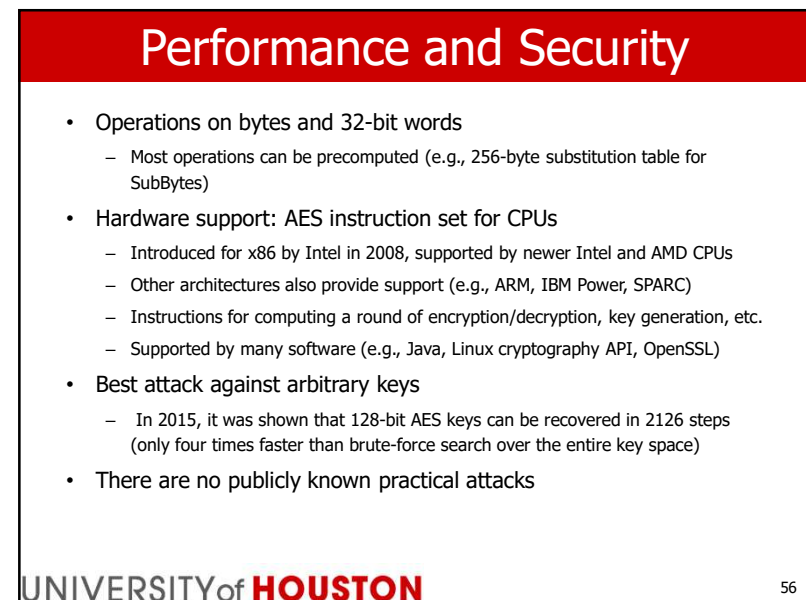 Performance and Security
• Operations on bytes and 32-bit words
– Most operations can be precomputed (e.g., 256-byte substitution table for
SubBytes)
• Hardware support: AES instruction set for CPUs
– Introduced for x86 by Intel in 2008, supported by newer Intel and AMD CPUs
– Other architectures also provide support (e.g., ARM, IBM Power, SPARC)
– Instructions for computing a round of encryption/decryption, key generation, etc.
– Supported by many software (e.g., Java, Linux cryptography API, OpenSSL)
• Best attack against arbitrary keys
– In 2015, it was shown that 128-bit AES keys can be recovered in 2126 steps
(only four times faster than brute-force search over the entire key space)
• There are no publicly known practical attacks
UNIVERSITY of HOUSTON
56